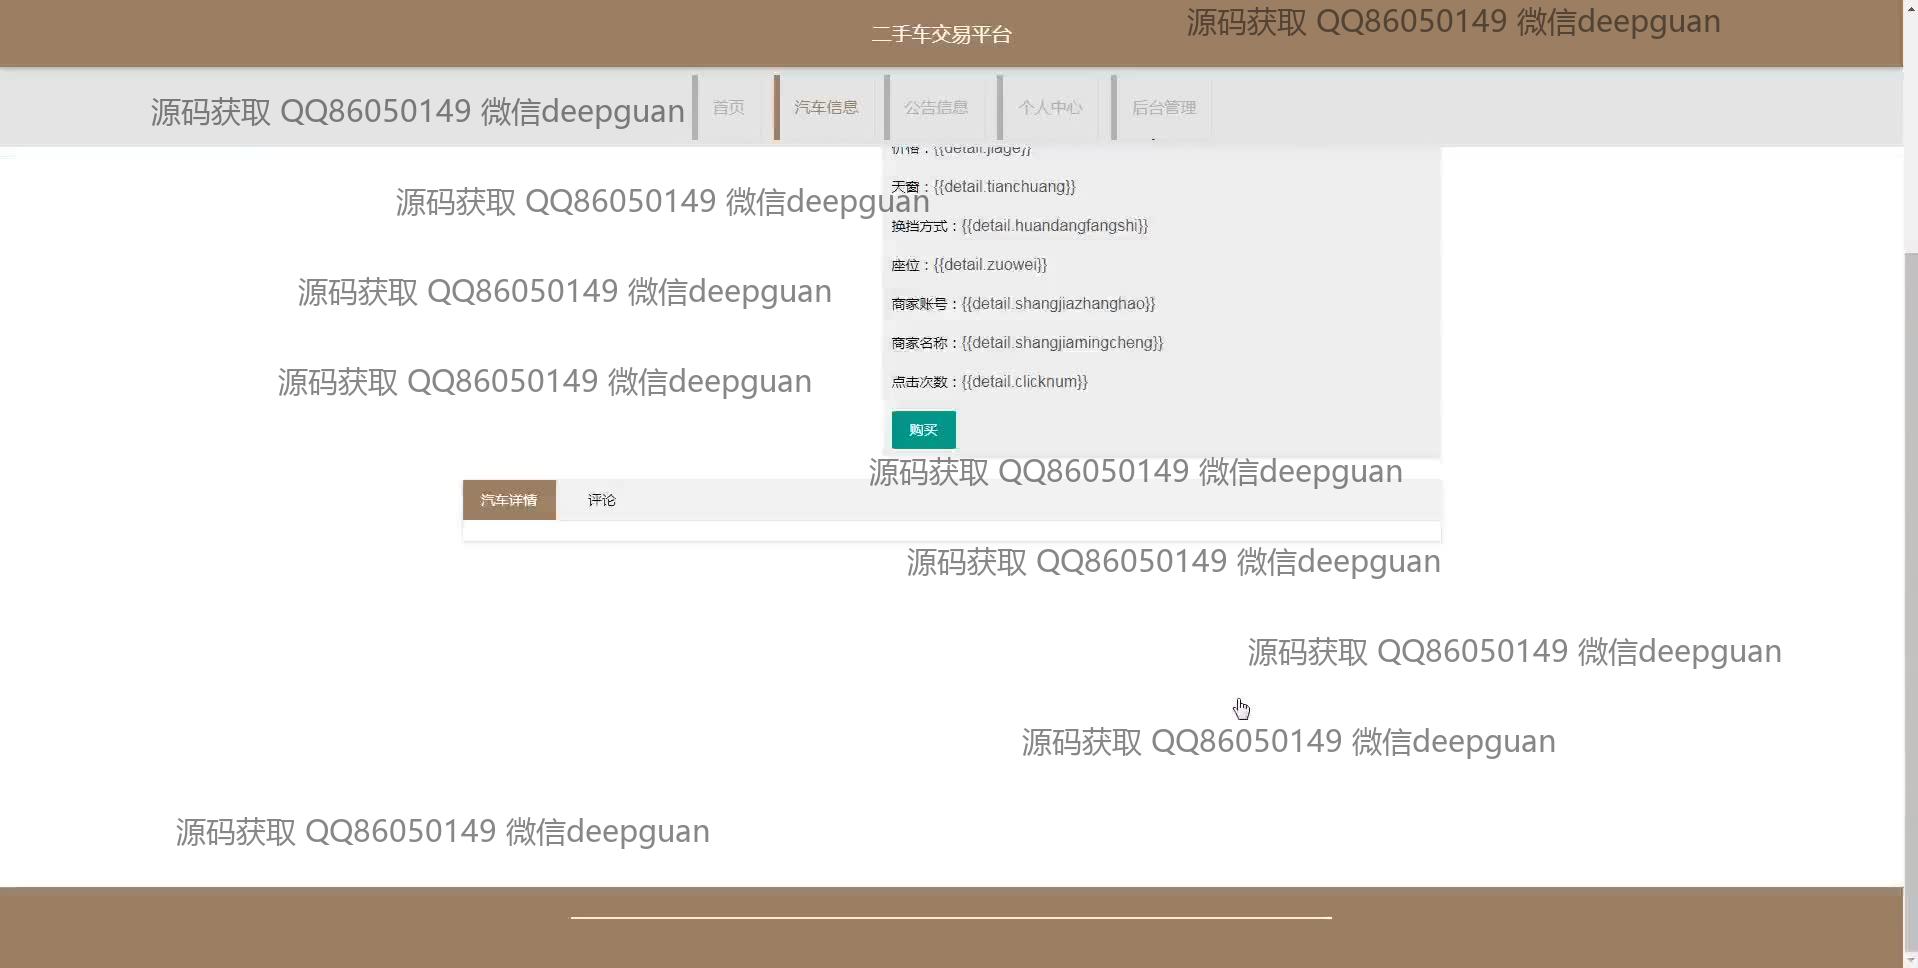 二手车交易平台
源码获取 QQ86050149 微信deepguan
源码获取 QQ86050149 微信deepguan
首页
汽车信息
公告信息
个人中心
后台管理
价格：{{detail.jiage}}
天窗：{{detail.tianchuang}}
源码获取 QQ86050149 微信deepguan
换挡方式：{{detail.huandangfangshi}}
座位：{{detail.zuowei}}
源码获取 QQ86050149 微信deepguan
商家账号：{{detail.shangjiazhanghao}}
商家名称：{{detail.shangjiamingcheng}}
点击次数：{{detail.clicknum}}
源码获取 QQ86050149 微信deepguan
购买
源码获取 QQ86050149 微信deepguan
汽车详情
评论
源码获取 QQ86050149 微信deepguan
源码获取 QQ86050149 微信deepguan
源码获取 QQ86050149 微信deepguan
源码获取 QQ86050149 微信deepguan